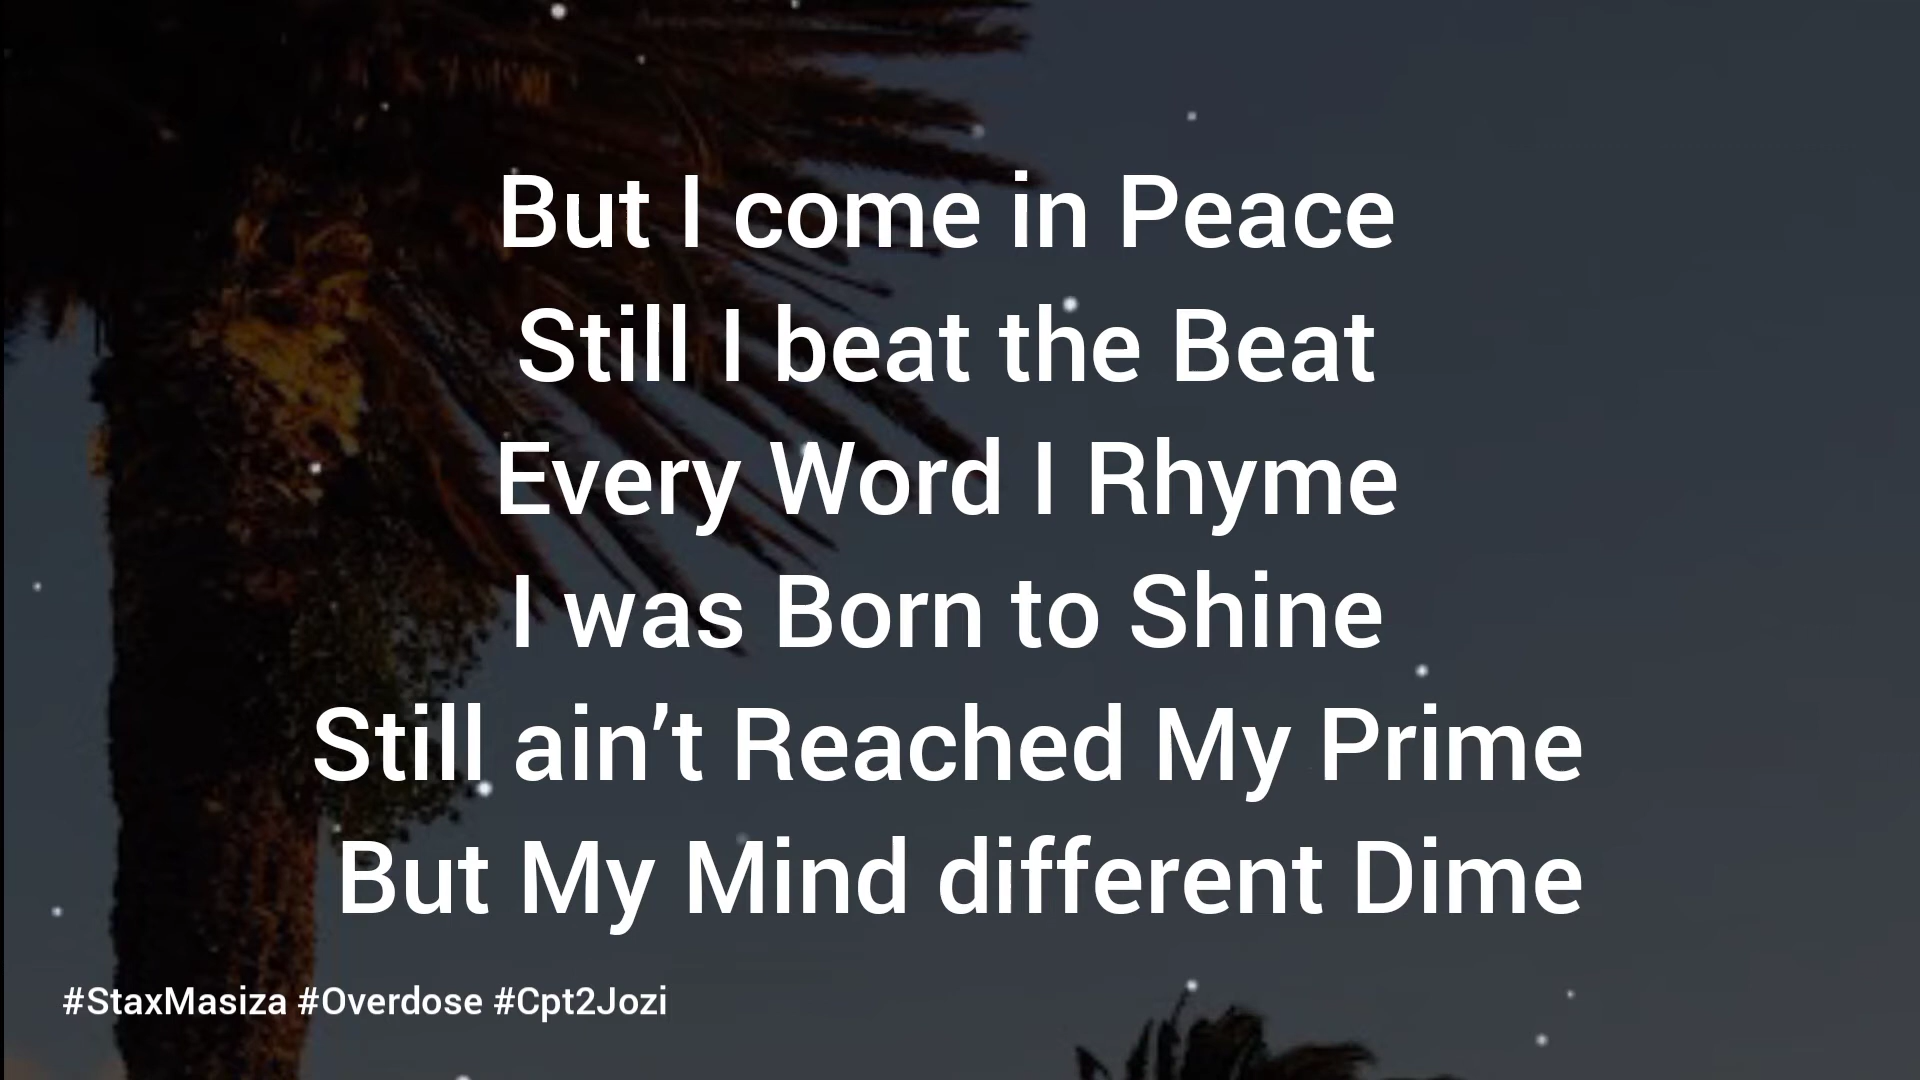 But I come in Peace
Still I beat the Beat
Every Word I Rhyme
I was Born to Shine
Still ain’t Reached My Prime
But My Mind different Dime
#StaxMasiza #Overdose #Cpt2Jozi